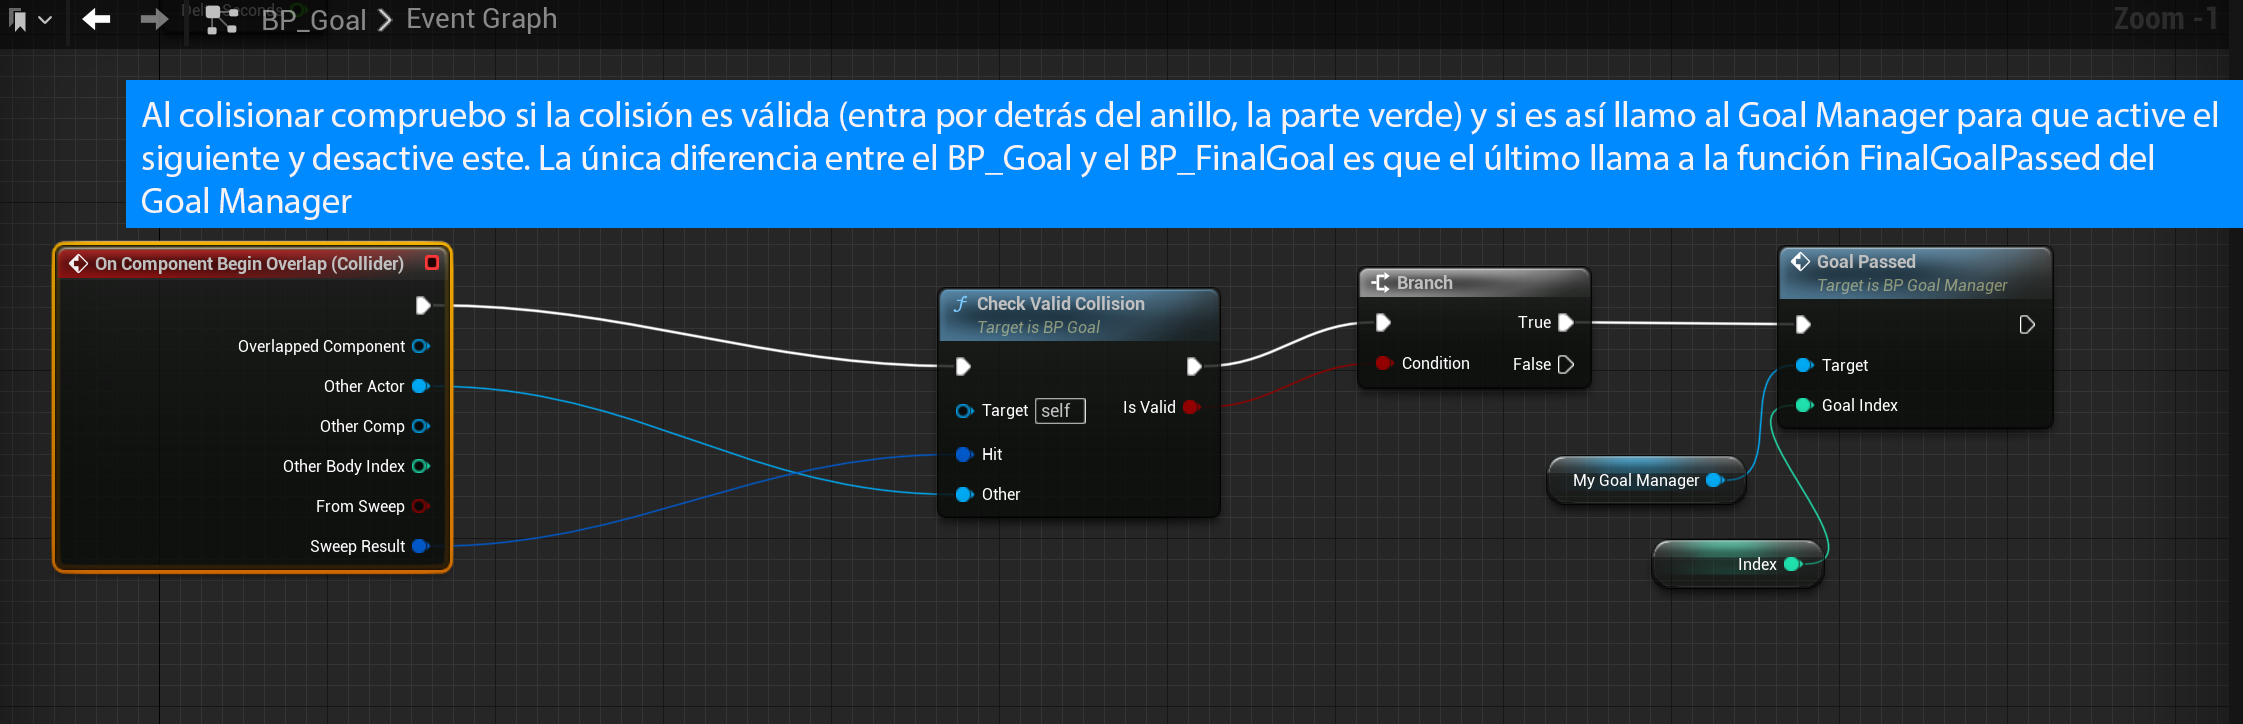 Delta Seconds
BP_Goal > Event Graph
Zoom -1
Al colisionar compruebo si la colisión es válida (entra por detrás del anillo, la parte verde) y si es así llamo al Goal Manager para que active el
siguiente y desactive este. La única diferencia entre el BP_Goal y el BP_FinalGoal es que el último llama a la función FinalGoalPassed del
Goal Manager
On Component Begin Overlap (Collider)
Overlapped Component
Other Actor
Other Comp
Other Body Index
From Sweep
Sweep Result
f Check Valid Collision
Target is BP Goal
Target self
Is Valid
Hit
Other
Branch
True
Condition
False
Goal Passed
Target is BP Goal Manager
Target
Goal Index
My Goal Manager
Index